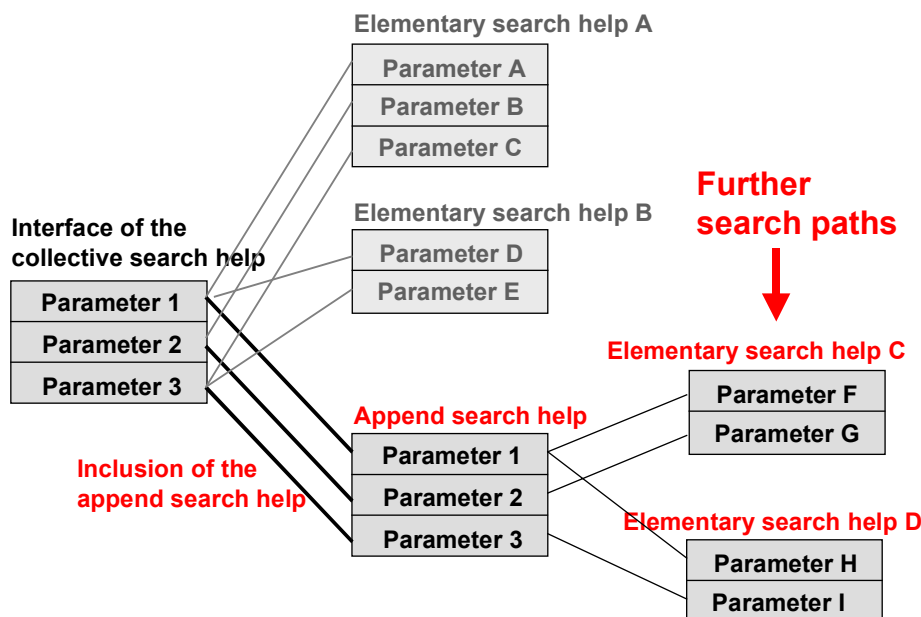 Elementary search help A
Parameter A
Parameter B
Parameter C
Elementary search help B
Parameter D
Parameter E
Further
search paths
Interface of the
collective search help
Parameter 1
Parameter 2
Parameter 3
Inclusion of the
append search help
Append search help
Parameter 1
Parameter 2
Parameter 3
Elementary search help C
Parameter F
Parameter G
Elementary search help D
Parameter H
Parameter I